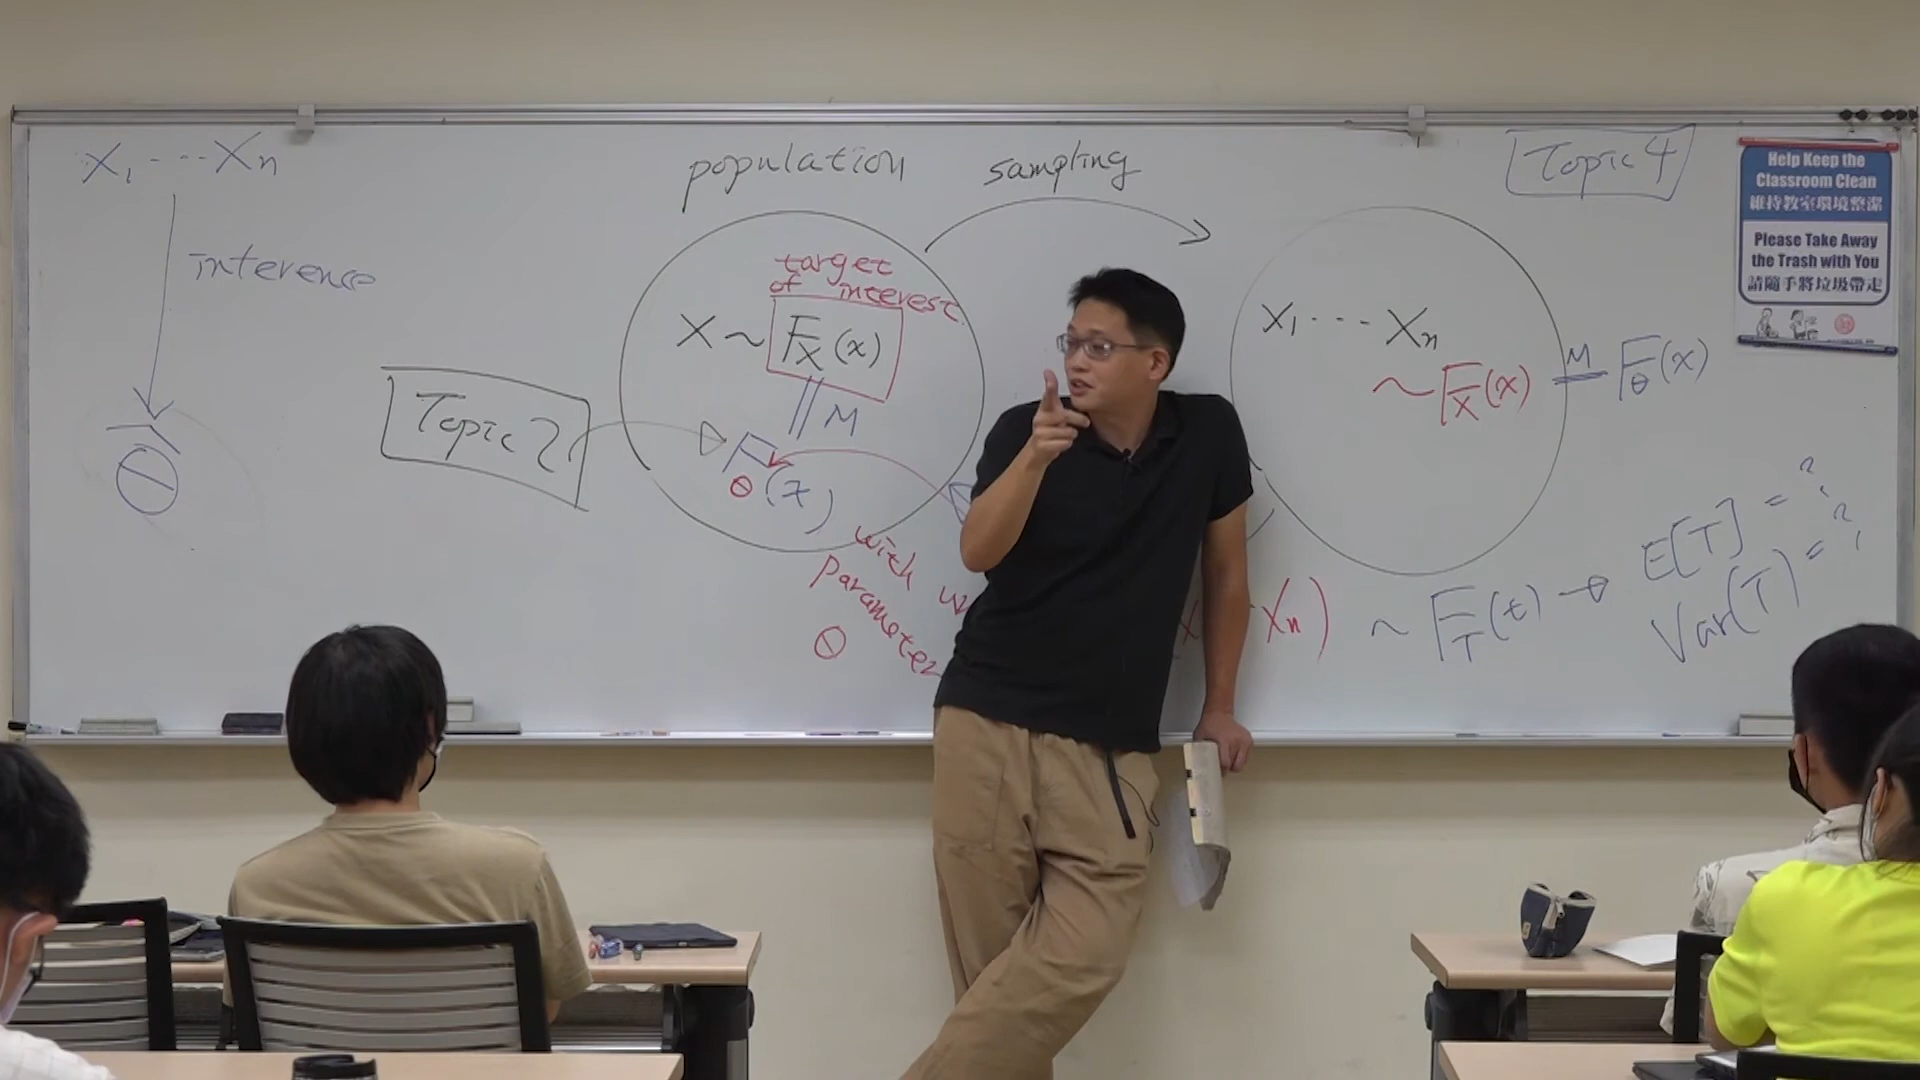 X₁ ---- Xₙ
interence
θ̂
Topic 2
population
sampling
target
of interest
X ~ F_X(x)
|| M
F_θ(x)
with
parameter
θ
X₁ ---- Xₙ
~ F_X(x) =M= F_θ(x)
Xₙ) ~ F_T(t) →
E[T] = ?
Var(T) = ?
Topic 4
Help Keep the
Classroom Clean
維持教室環境整潔
Please Take Away
the Trash with You
請隨手將垃圾帶走